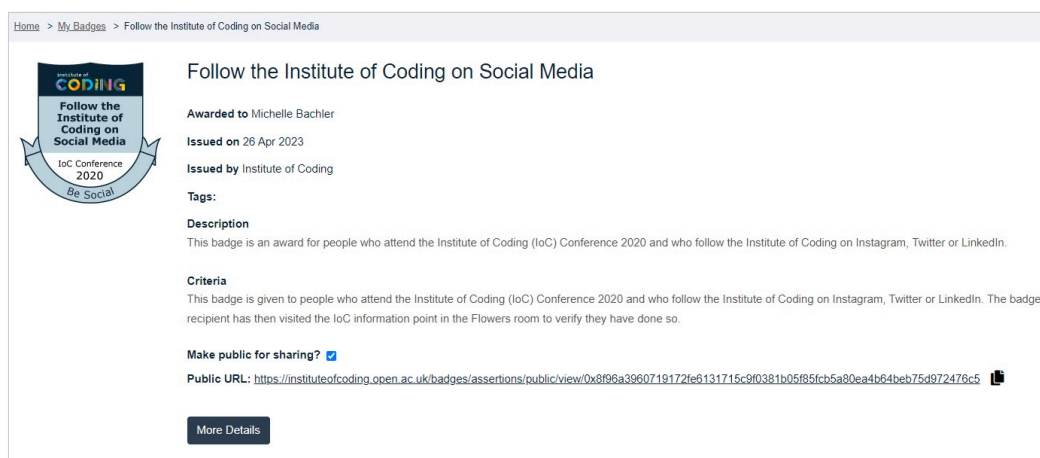 Home > My Badges > Follow the Institute of Coding on Social Media
institute of
CODING
Follow the
Institute of
Coding on
Social Media
IoC Conference
2020
Be Social
Follow the Institute of Coding on Social Media
Awarded to Michelle Bachler
Issued on 26 Apr 2023
Issued by Institute of Coding
Tags:
Description
This badge is an award for people who attend the Institute of Coding (IoC) Conference 2020 and who follow the Institute of Coding on Instagram, Twitter or LinkedIn.
Criteria
This badge is given to people who attend the Institute of Coding (IoC) Conference 2020 and who follow the Institute of Coding on Instagram, Twitter or LinkedIn. The badge
recipient has then visited the IoC information point in the Flowers room to verify they have done so.
Make public for sharing?
Public URL: https://instituteofcoding.open.ac.uk/badges/assertions/public/view/0x8f96a3960719172fe6131715c9f0381b05f85fcb5a80ea4b64beb75d972476c5
More Details